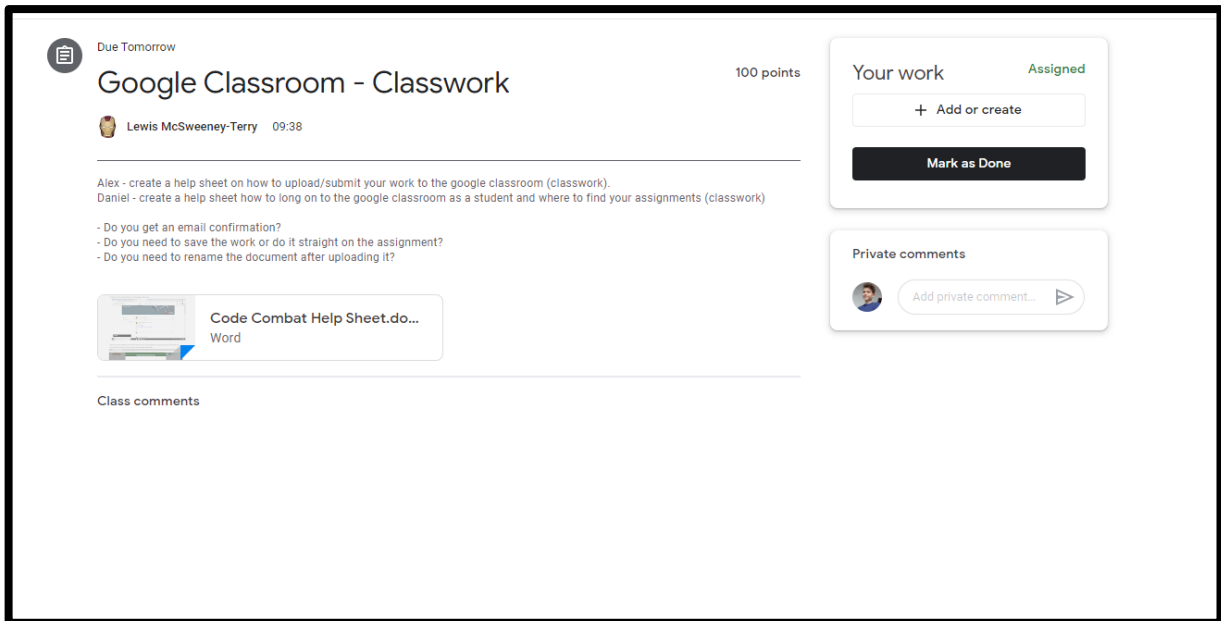 Due Tomorrow
Google Classroom - Classwork
100 points
Lewis McSweeney-Terry 09:38
Alex - create a help sheet on how to upload/submit your work to the google classroom (classwork).
Daniel - create a help sheet how to long on to the google classroom as a student and where to find your assignments (classwork)
- Do you get an email confirmation?
- Do you need to save the work or do it straight on the assignment?
- Do you need to rename the document after uploading it?
Code Combat Help Sheet.do...
Word
Class comments
Your work
Assigned
+ Add or create
Mark as Done
Private comments
Add private comment...